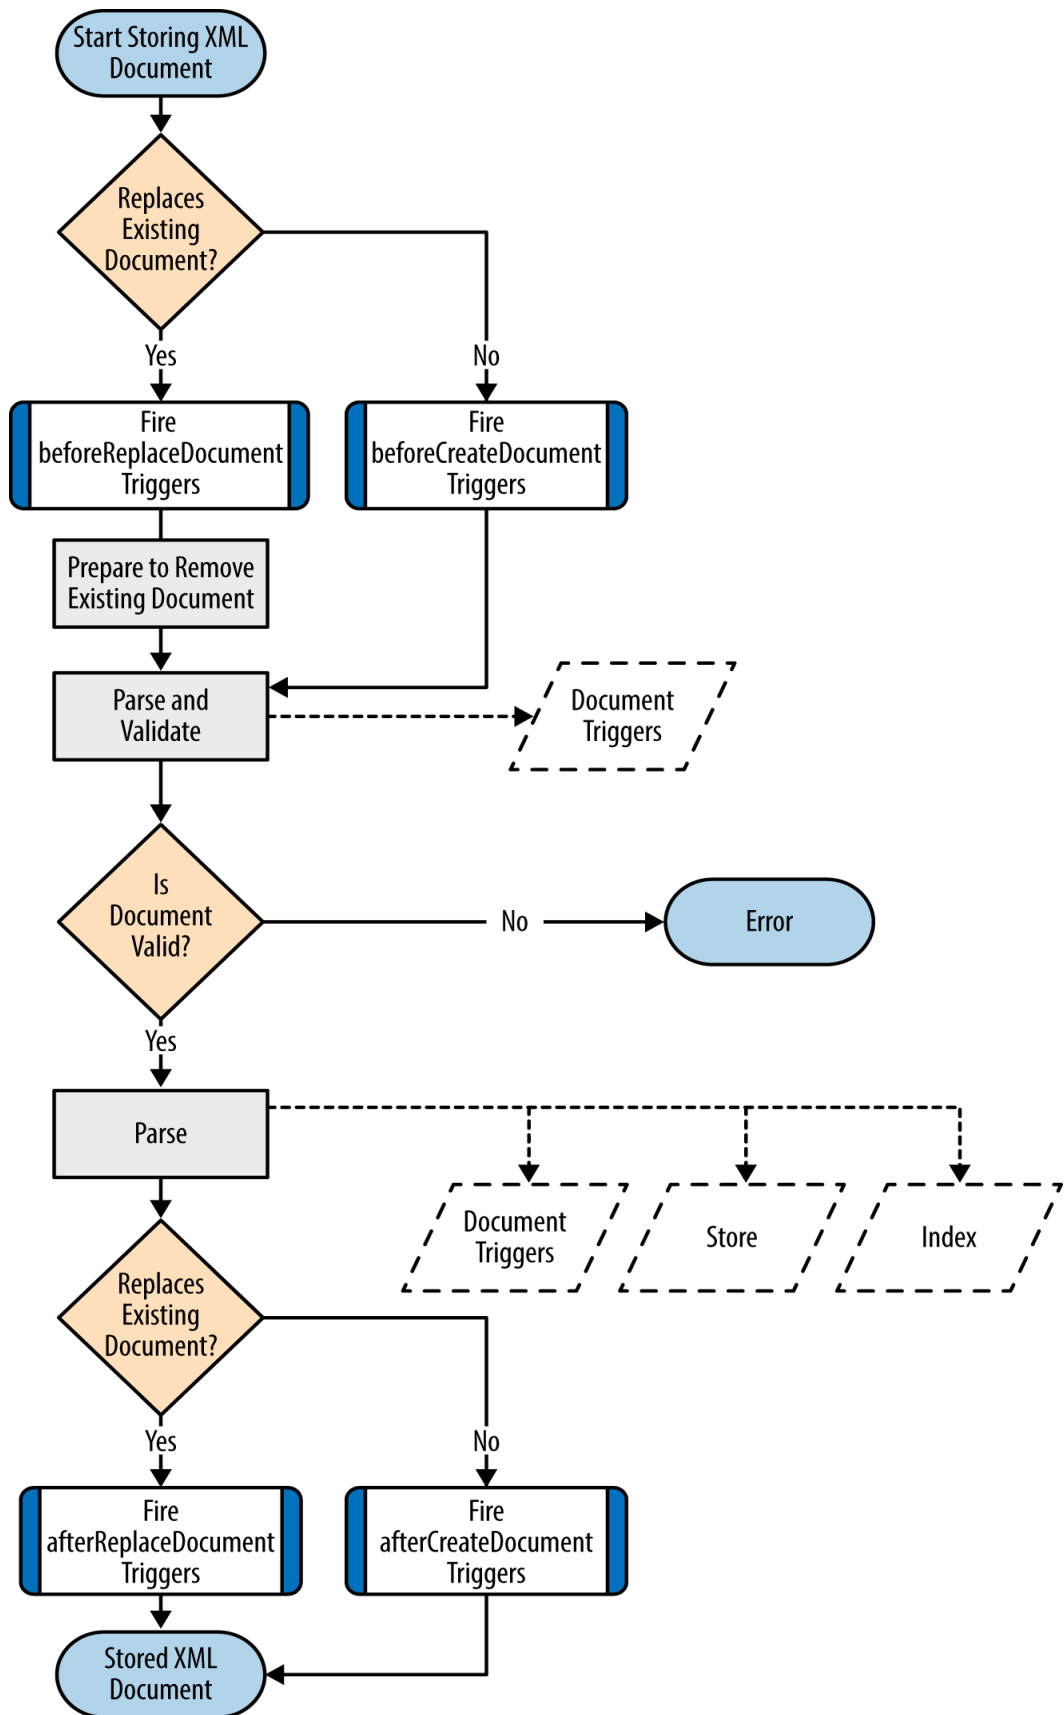 Start Storing XML
Document
Replaces
Existing
Document?
Yes
No
Fire
beforeReplaceDocument
Triggers
Fire
beforeCreateDocument
Triggers
Prepare to Remove
Existing Document
Parse and
Validate
Document
Triggers
Is
Document
Valid?
No
Error
Yes
Parse
Document
Triggers
Store
Index
Replaces
Existing
Document?
Yes
No
Fire
afterReplaceDocument
Triggers
Fire
afterCreateDocument
Triggers
Stored XML
Document